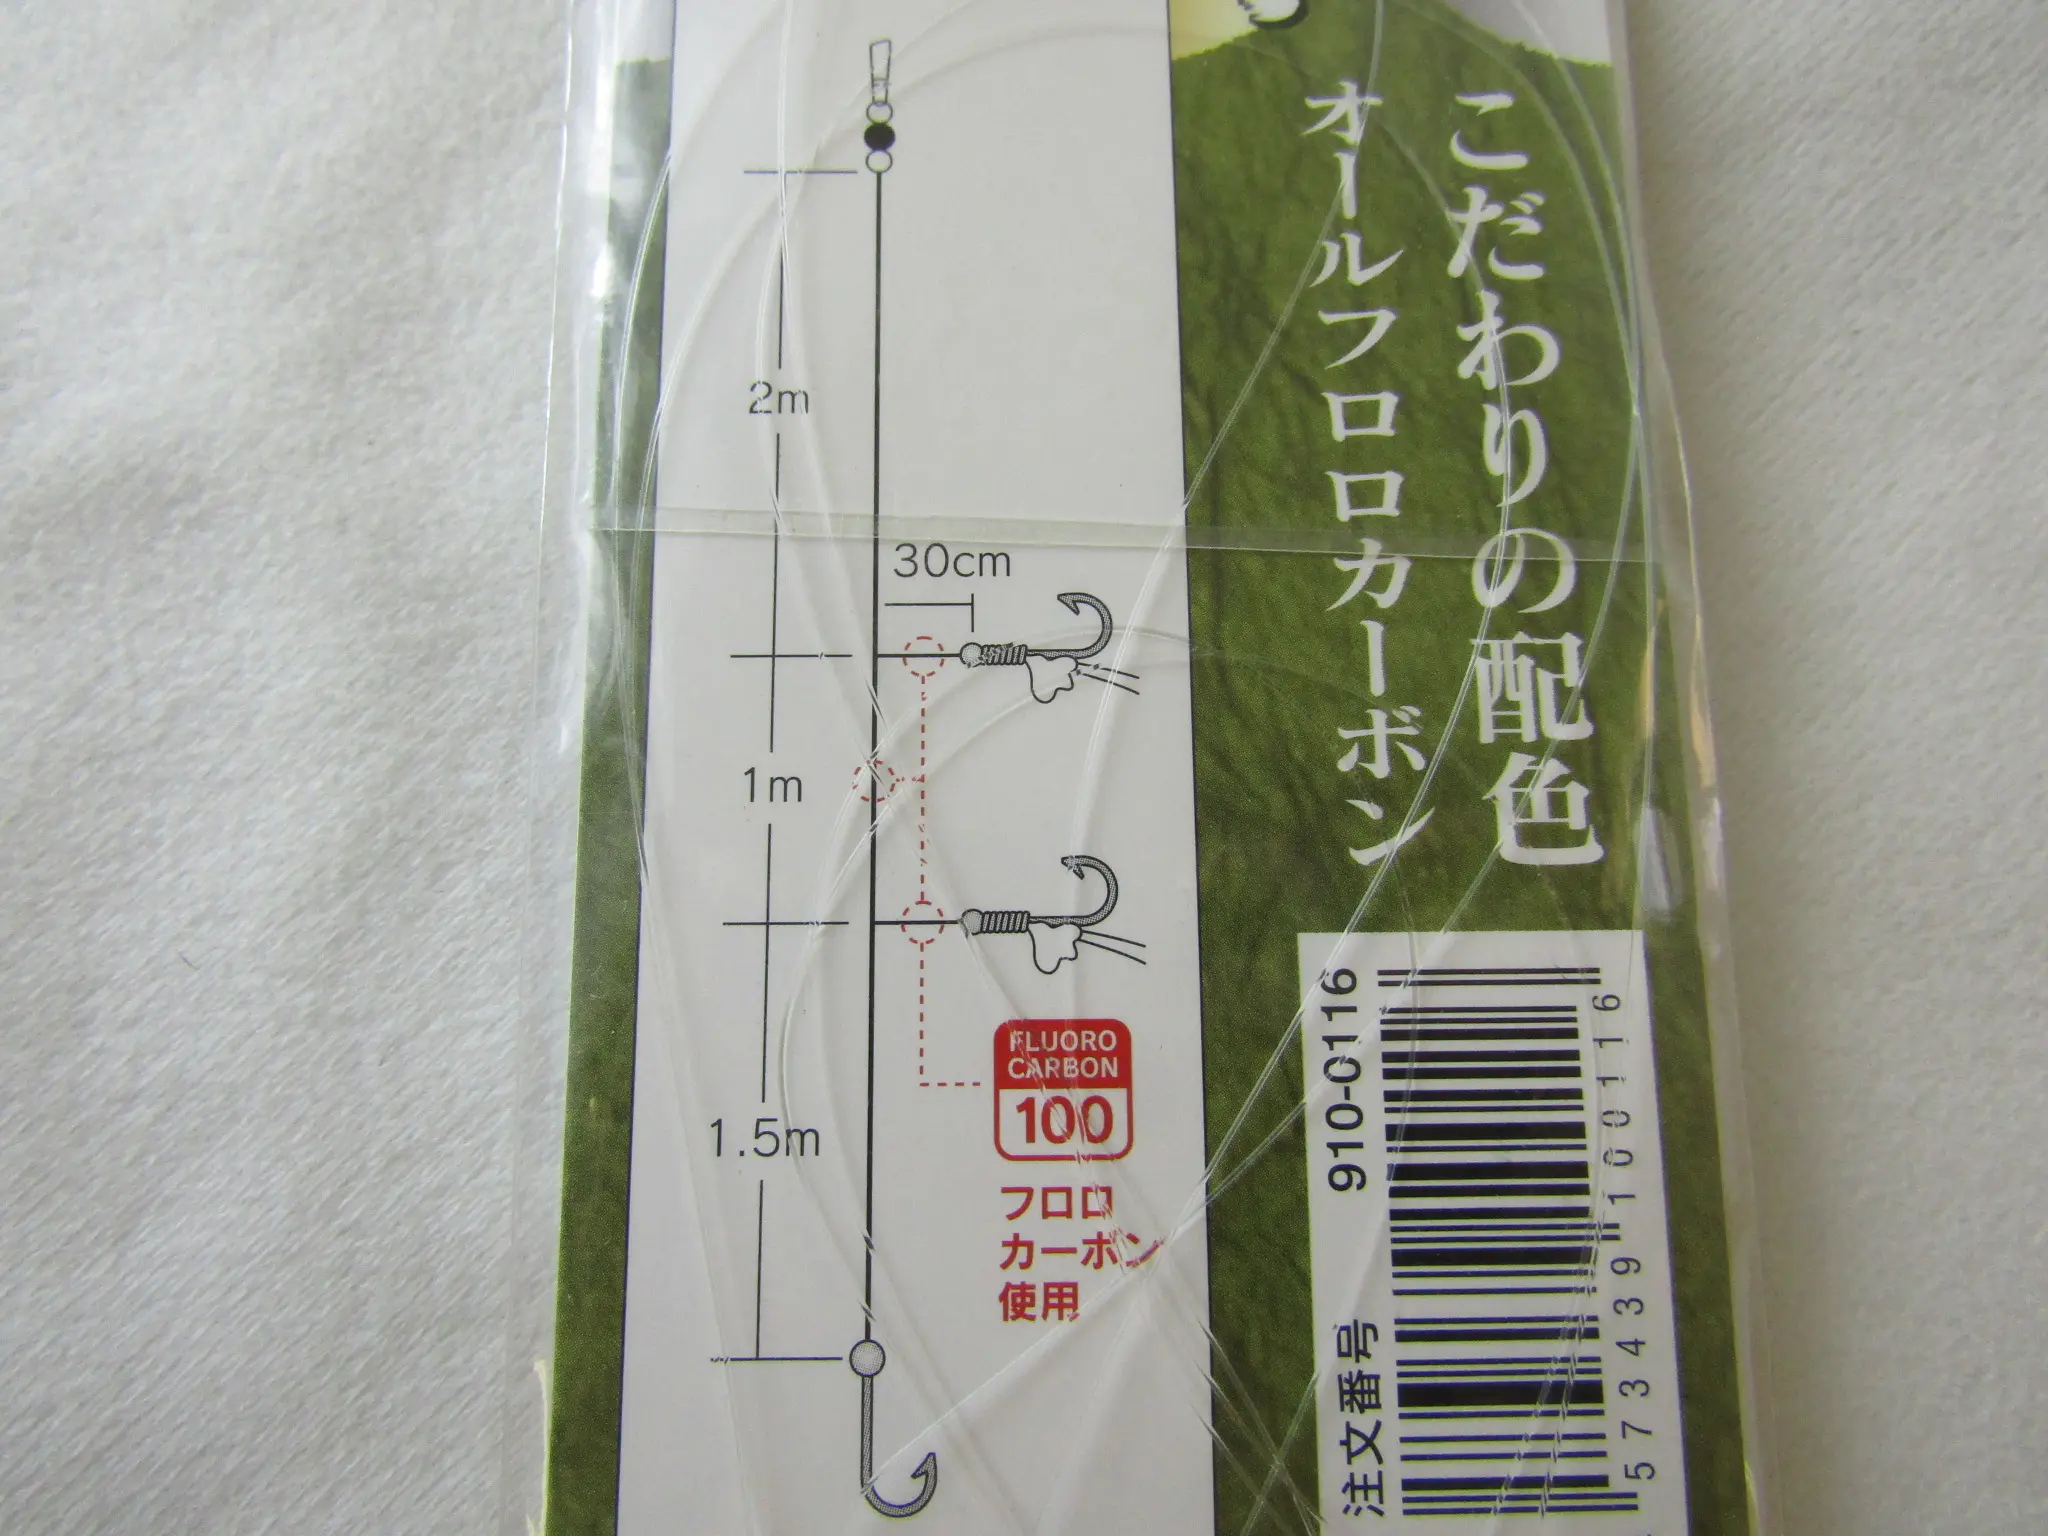 こだわりの配色
オールフロロカーボン
2m
30cm
1m
1.5m
FLUORO
CARBON
100
フロロ
カーボン
使用
注文番号 910-0116
573439 100116